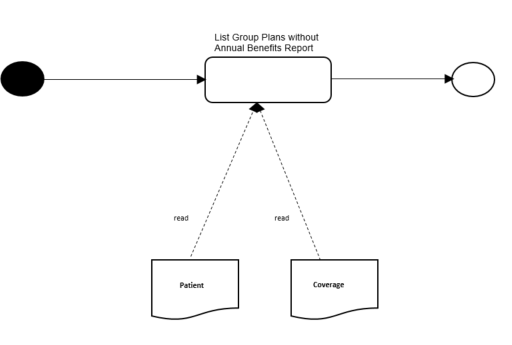 List Group Plans without
Annual Benefits Report
read
read
Patient
Coverage